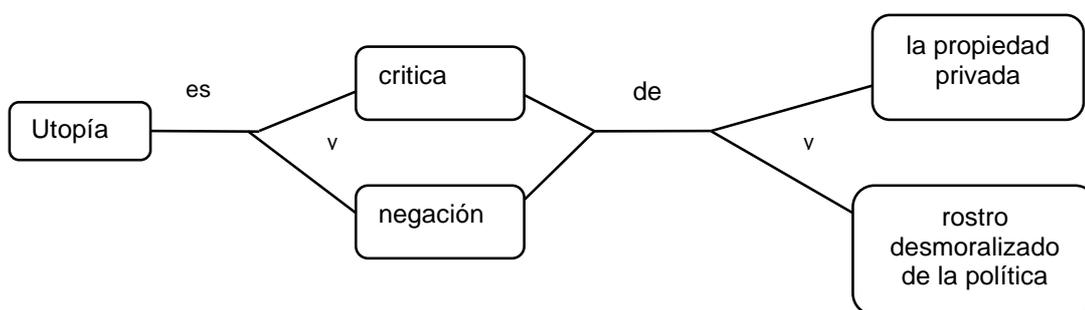 Utopía
es
critica
v
negación
de
la propiedad
privada
v
rostro
desmoralizado
de la política